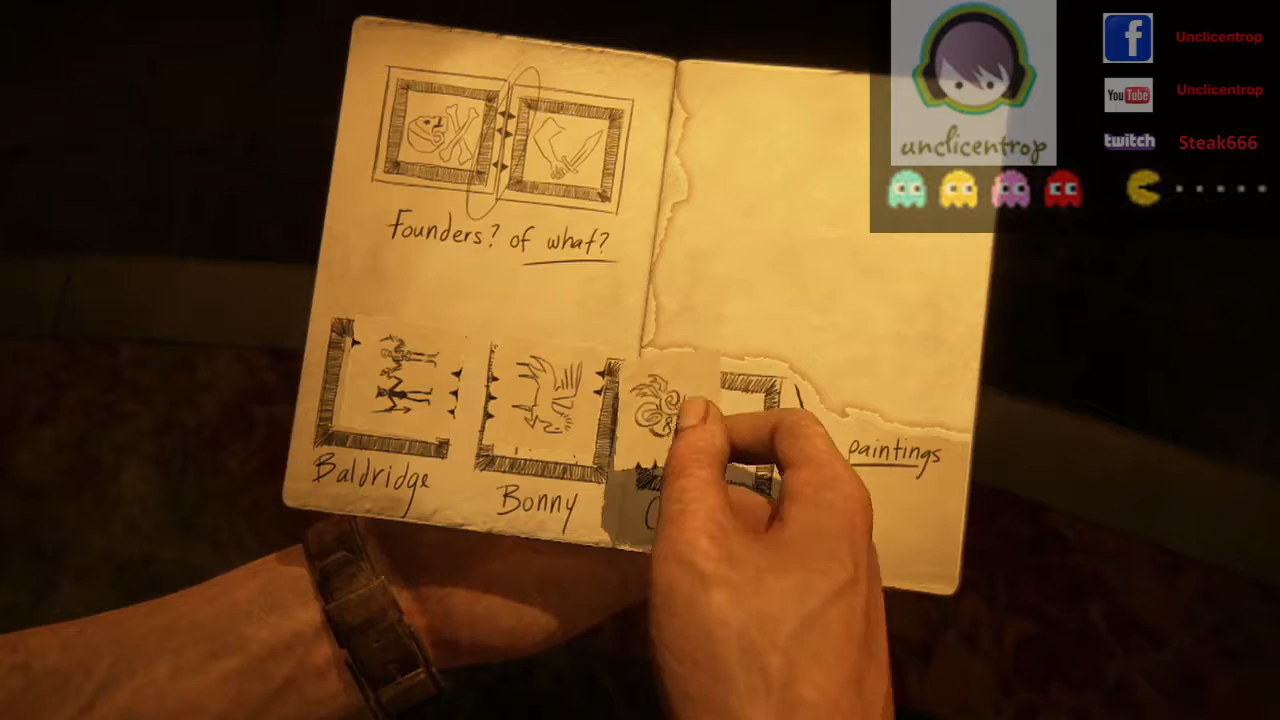 unclicentrop
Unclicentrop
You Tube
Unclicentrop
twitch
Steak666
Founders? of what?
paintings
Baldridge
Bonny